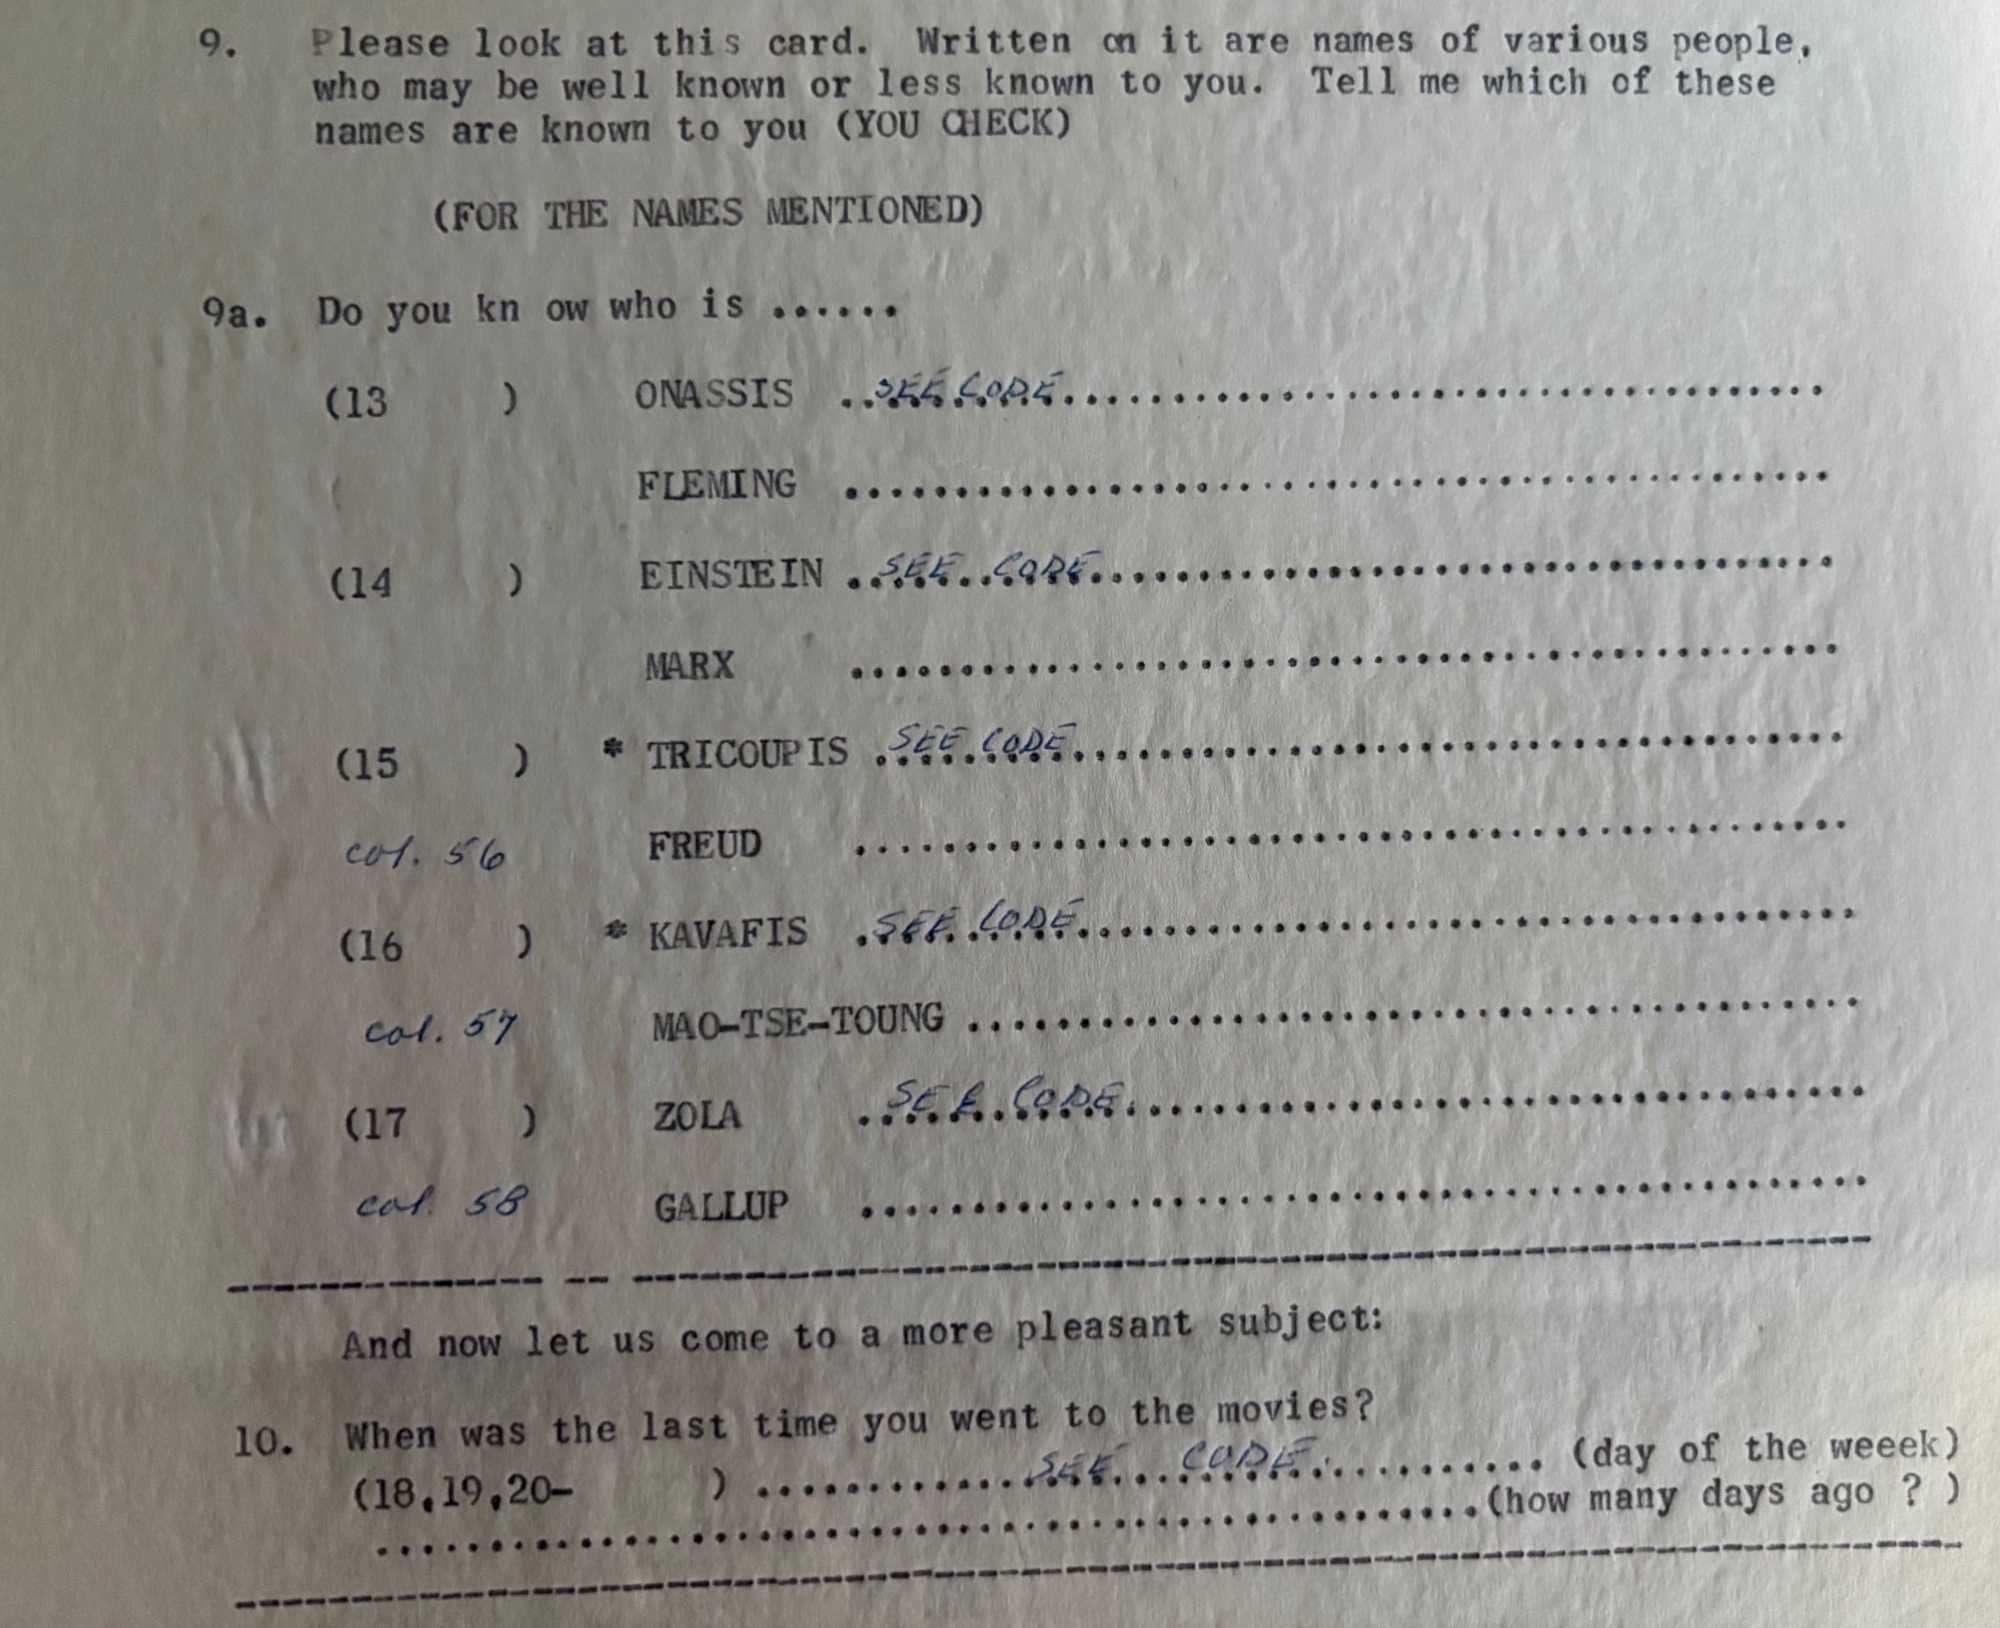 9. Please look at this card. Written on it are names of various people,
who may be well known or less known to you. Tell me which of these
names are known to you (YOU CHECK)
(FOR THE NAMES MENTIONED)
9a. Do you kn ow who is ......
(13 ) ONASSIS ..SEE CODE....................................
( FLEMING ............................................
(14 ) EINSTEIN ..SEE CODE....................................
MARX ............................................
(15 ) * TRICOUPIS .SEE CODE....................................
col. 56 FREUD ............................................
(16 ) * KAVAFIS .SEE CODE....................................
col. 57 MAO-TSE-TOUNG ........................................
(17 ) ZOLA .SEE CODE....................................
col. 58 GALLUP ............................................
And now let us come to a more pleasant subject:
10. When was the last time you went to the movies?
(18,19,20- ) ............SEE CODE........... (day of the weeek)
.................................................(how many days ago ? )